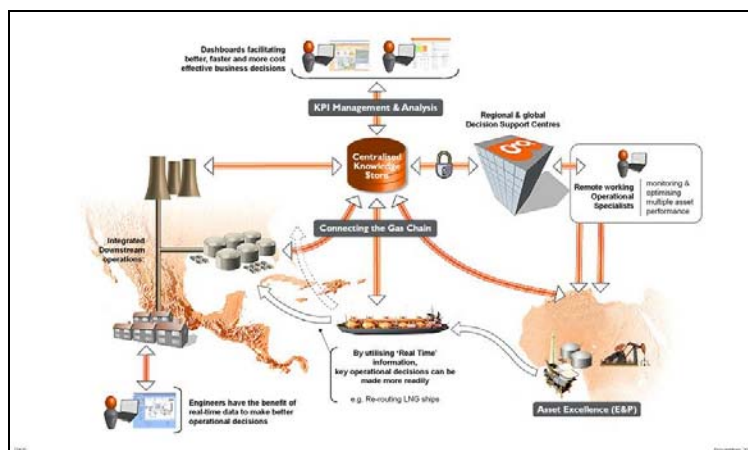 Dashboards facilitating
better, faster and more cost
effective business decisions
KPI Management & Analysis
Regional & global
Decision Support Centres
Centralised
Knowledge
Store
Remote working
Operational
Specialists
monitoring &
optimising
multiple asset
performance
Connecting the Gas Chain
Integrated
Downstream
operations
By utilising 'Real Time'
information,
key operational decisions can be
made more readily
e.g. Re-routing LNG ships
Engineers have the benefit of
real-time data to make better
operational decisions
Asset Excellence (E&P)